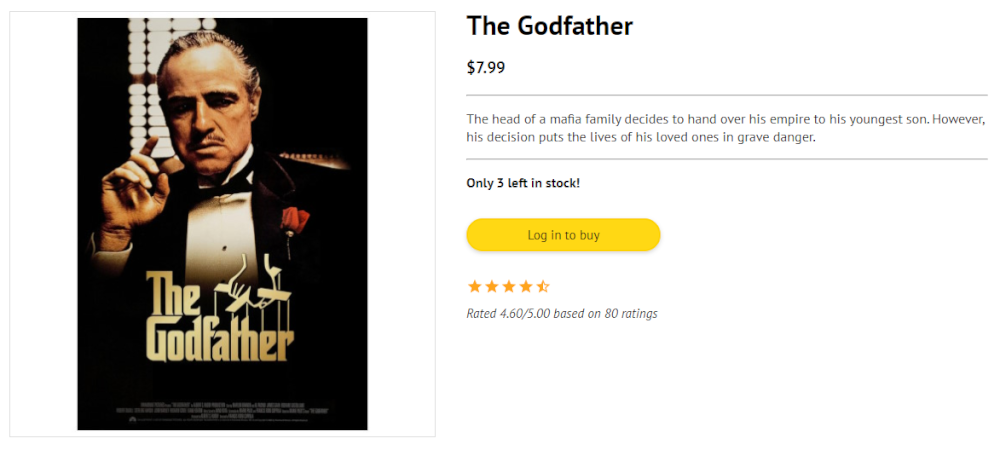 The Godfather
$7.99
The head of a mafia family decides to hand over his empire to his youngest son. However,
his decision puts the lives of his loved ones in grave danger.
Only 3 left in stock!
Log in to buy
Rated 4.60/5.00 based on 80 ratings
The
Godfather